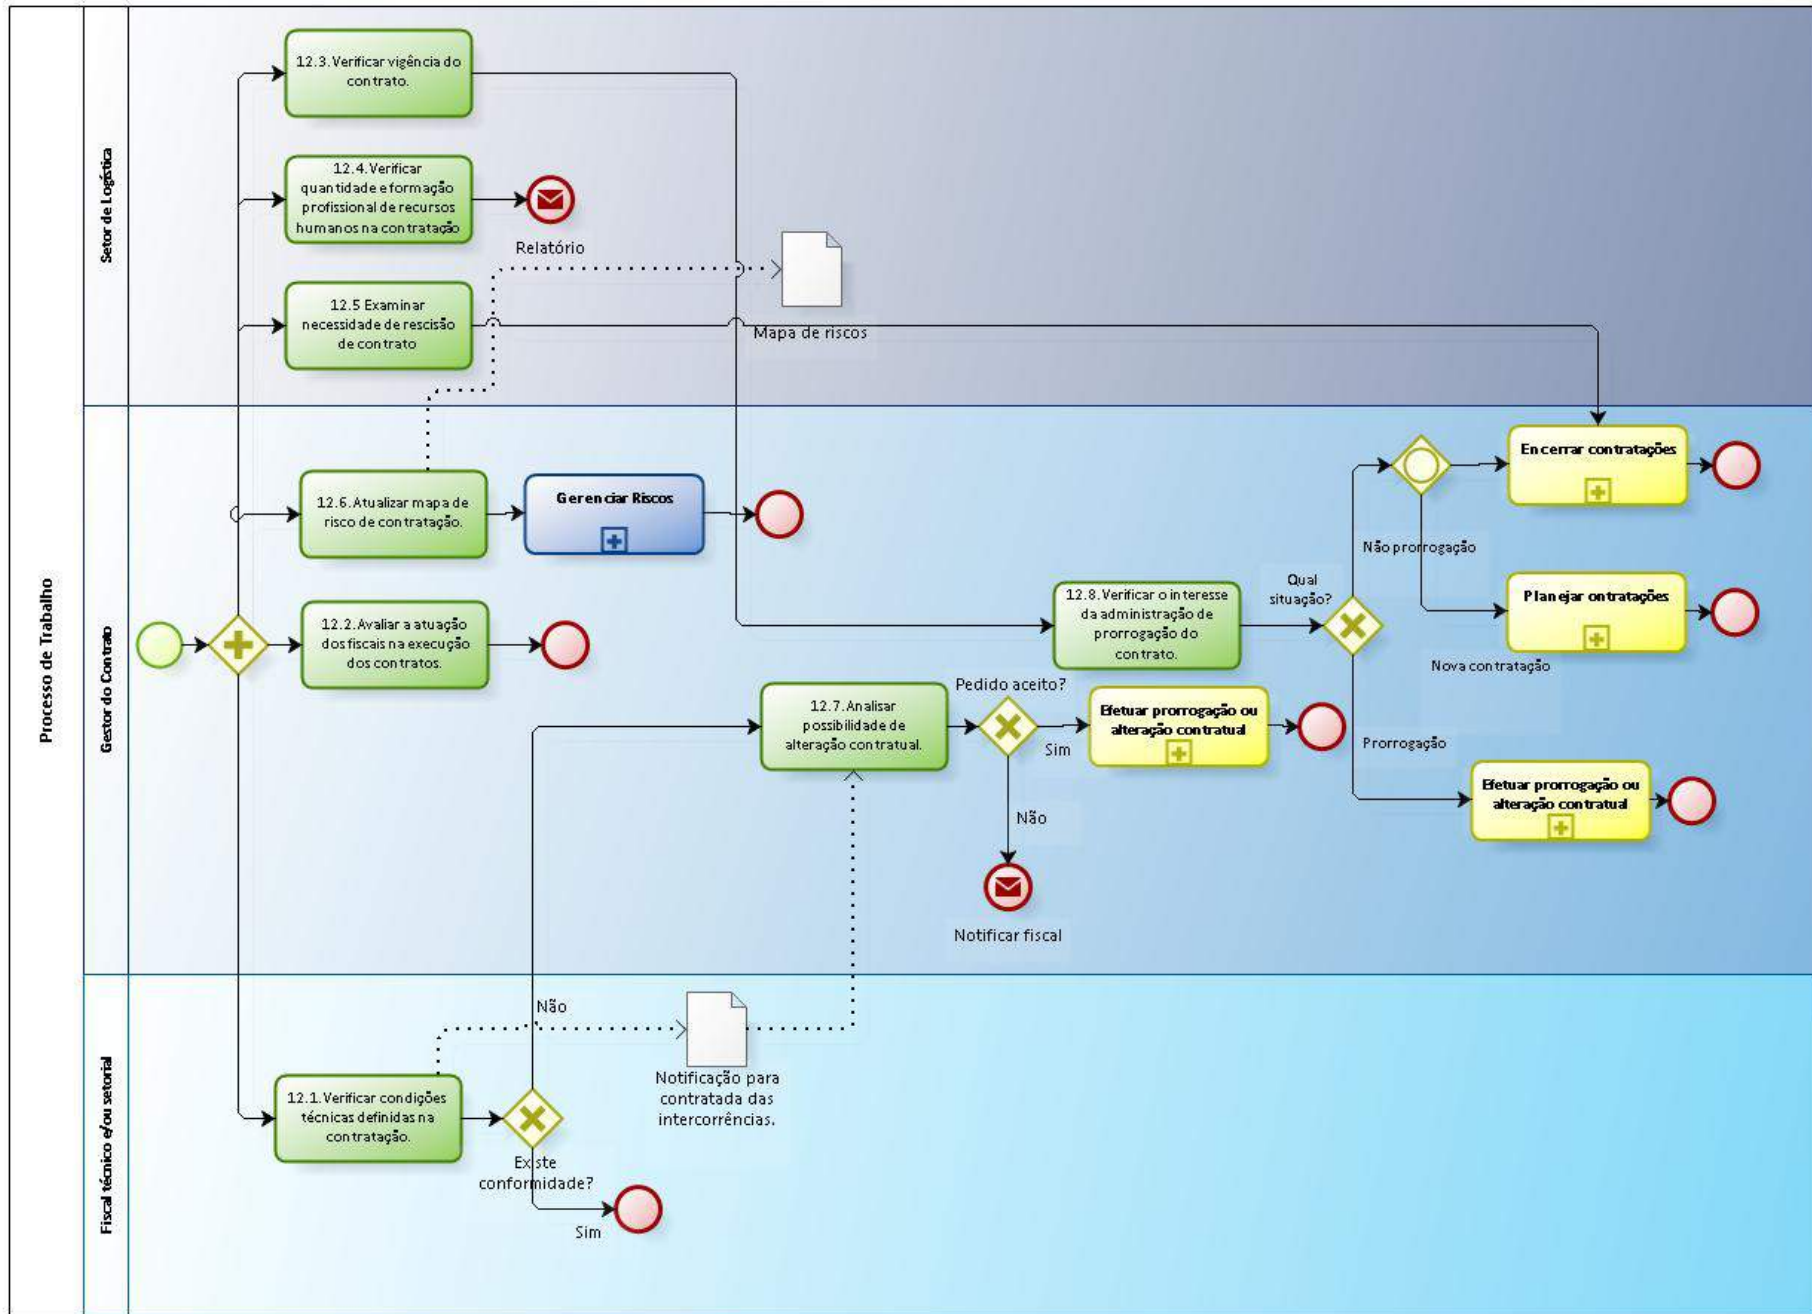 Processo de Trabalho
Setor de Logística
12.3. Verificar vigência do
contrato.
12.4. Verificar
quantidade e formação
profissional de recursos
humanos na contratação
Relatório
12.5 Examinar
necessidade de rescisão
de contrato
Mapa de riscos
Gestor do Contrato
12.6. Atualizar mapa de
risco de contratação.
Gerenciar Riscos
12.2. Avaliar a atuação
dos fiscais na execução
dos contratos.
12.8. Verificar o interesse
da administração de
prorrogação do
contrato.
Qual
situação?
Não prorrogação
Encerrar contratações
Planejar ontratações
Nova contratação
Prorrogação
Efetuar prorrogação ou
alteração contratual
12.7. Analisar
possibilidade de
alteração contratual.
Pedido aceito?
Sim
Efetuar prorrogação ou
alteração contratual
Não
Notificar fiscal
Fiscal técnico e/ou setorial
12.1. Verificar condições
técnicas definidas na
contratação.
Não
Existe
conformidade?
Sim
Notificação para
contratada das
intercorrências.